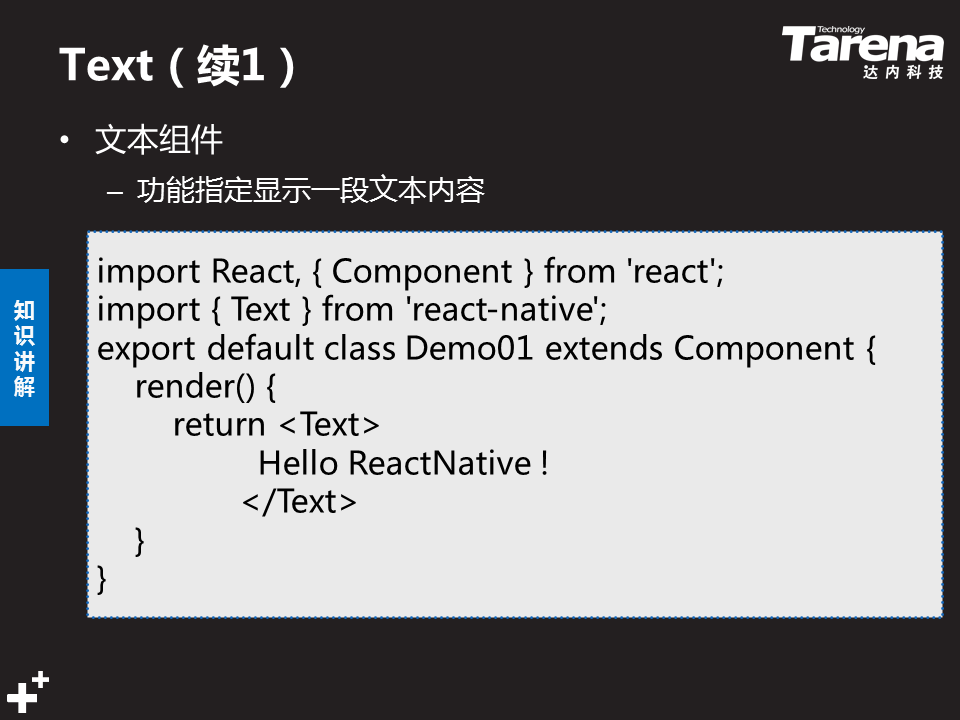 Text（续1）
Technology
Tarena
达内科技
• 文本组件
– 功能指定显示一段文本内容
知识讲解
import React, { Component } from 'react';
import { Text } from 'react-native';
export default class Demo01 extends Component {
render() {
return <Text>
Hello ReactNative !
</Text>
}
}